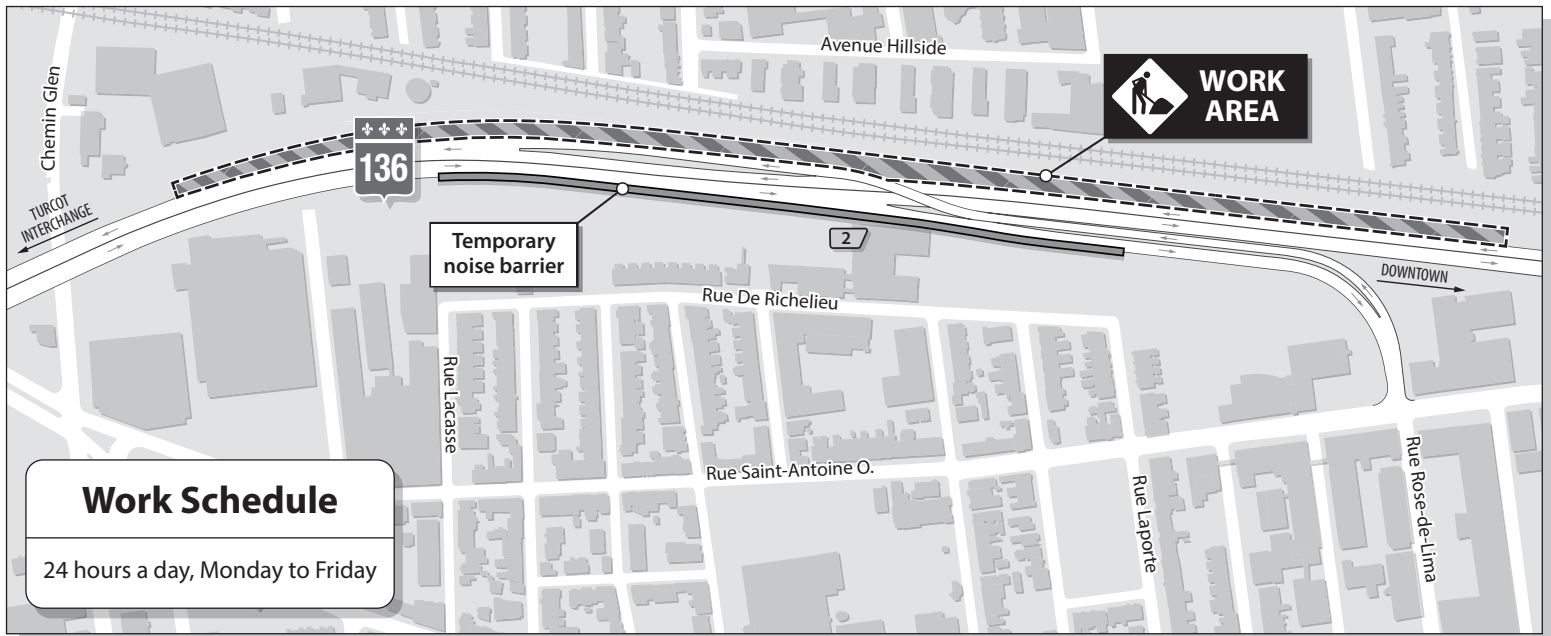 Avenue Hillside
Chemin Glen
WORK
AREA
136
TURCOT
INTERCHANGE
Temporary
noise barrier
2
DOWNTOWN
Rue De Richelieu
Rue Lacasse
Rue Saint-Antoine O.
Rue Laporte
Rue Rose-de-Lima
Work Schedule
24 hours a day, Monday to Friday